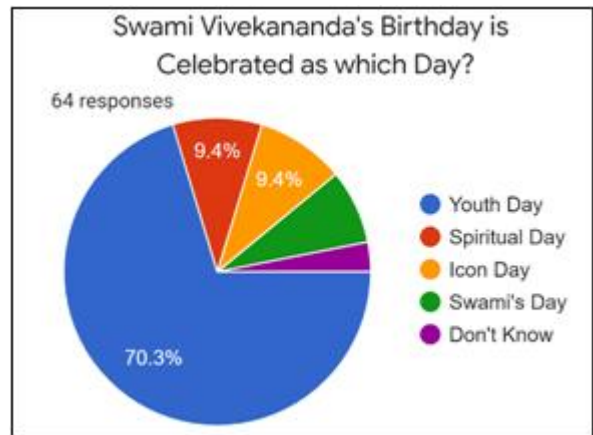 Swami Vivekananda's Birthday is
Celebrated as which Day?
64 responses
9.4%
9.4%
70.3%
Youth Day
Spiritual Day
Icon Day
Swami's Day
Don't Know